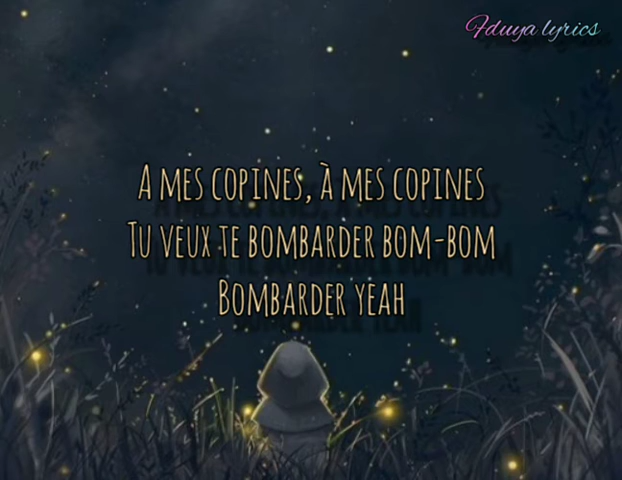 Fduya lyrics
A MES COPINES, À MES COPINES
TU VEUX TE BOMBARDER BOM-BOM
BOMBARDER YEAH